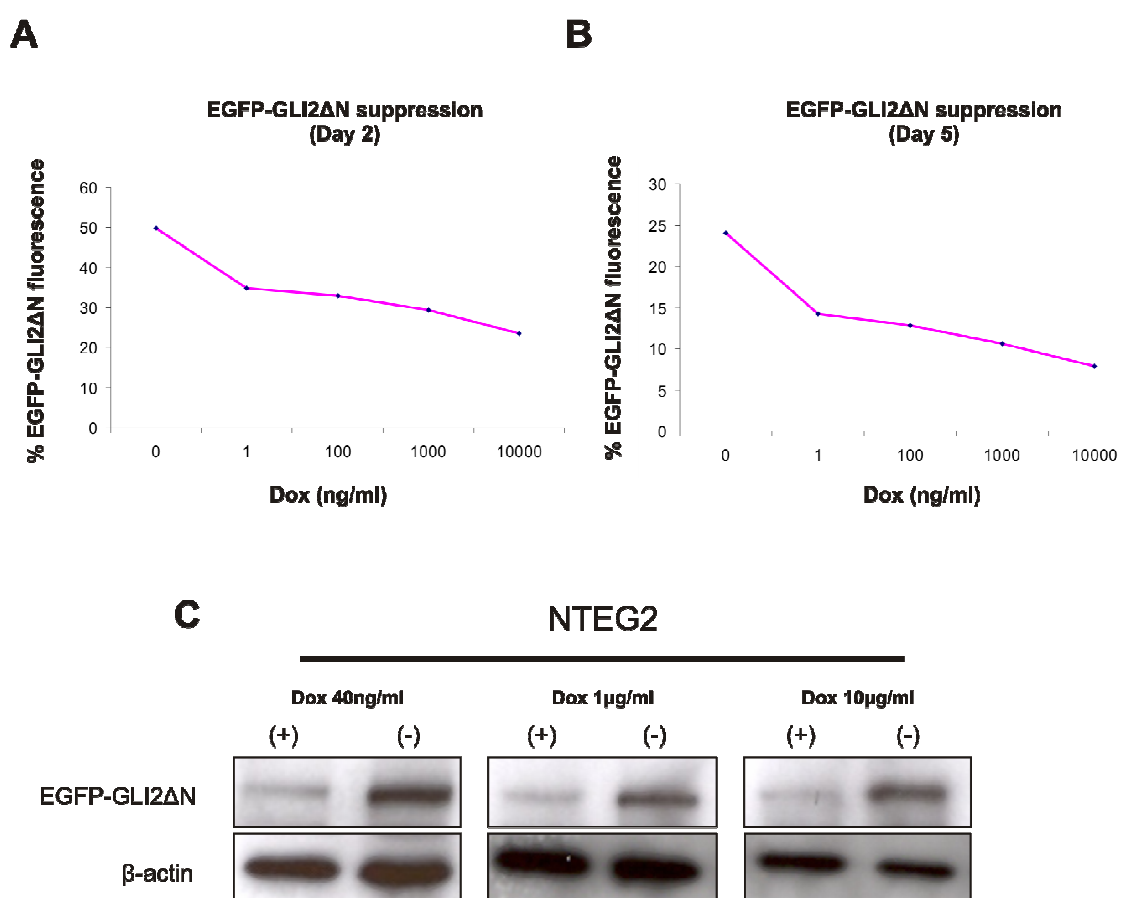 A
EGFP-GLI2ΔN suppression
(Day 2)
% EGFP-GLI2ΔN fluorescence
60
50
40
30
20
10
0
0 1 100 1000 10000
Dox (ng/ml)
B
EGFP-GLI2ΔN suppression
(Day 5)
% EGFP-GLI2ΔN fluorescence
30
25
20
15
10
5
0
0 1 100 1000 10000
Dox (ng/ml)
C
NTEG2
Dox 40ng/ml Dox 1µg/ml Dox 10µg/ml
(+) (-) (+) (-) (+) (-)
EGFP-GLI2ΔN
β-actin